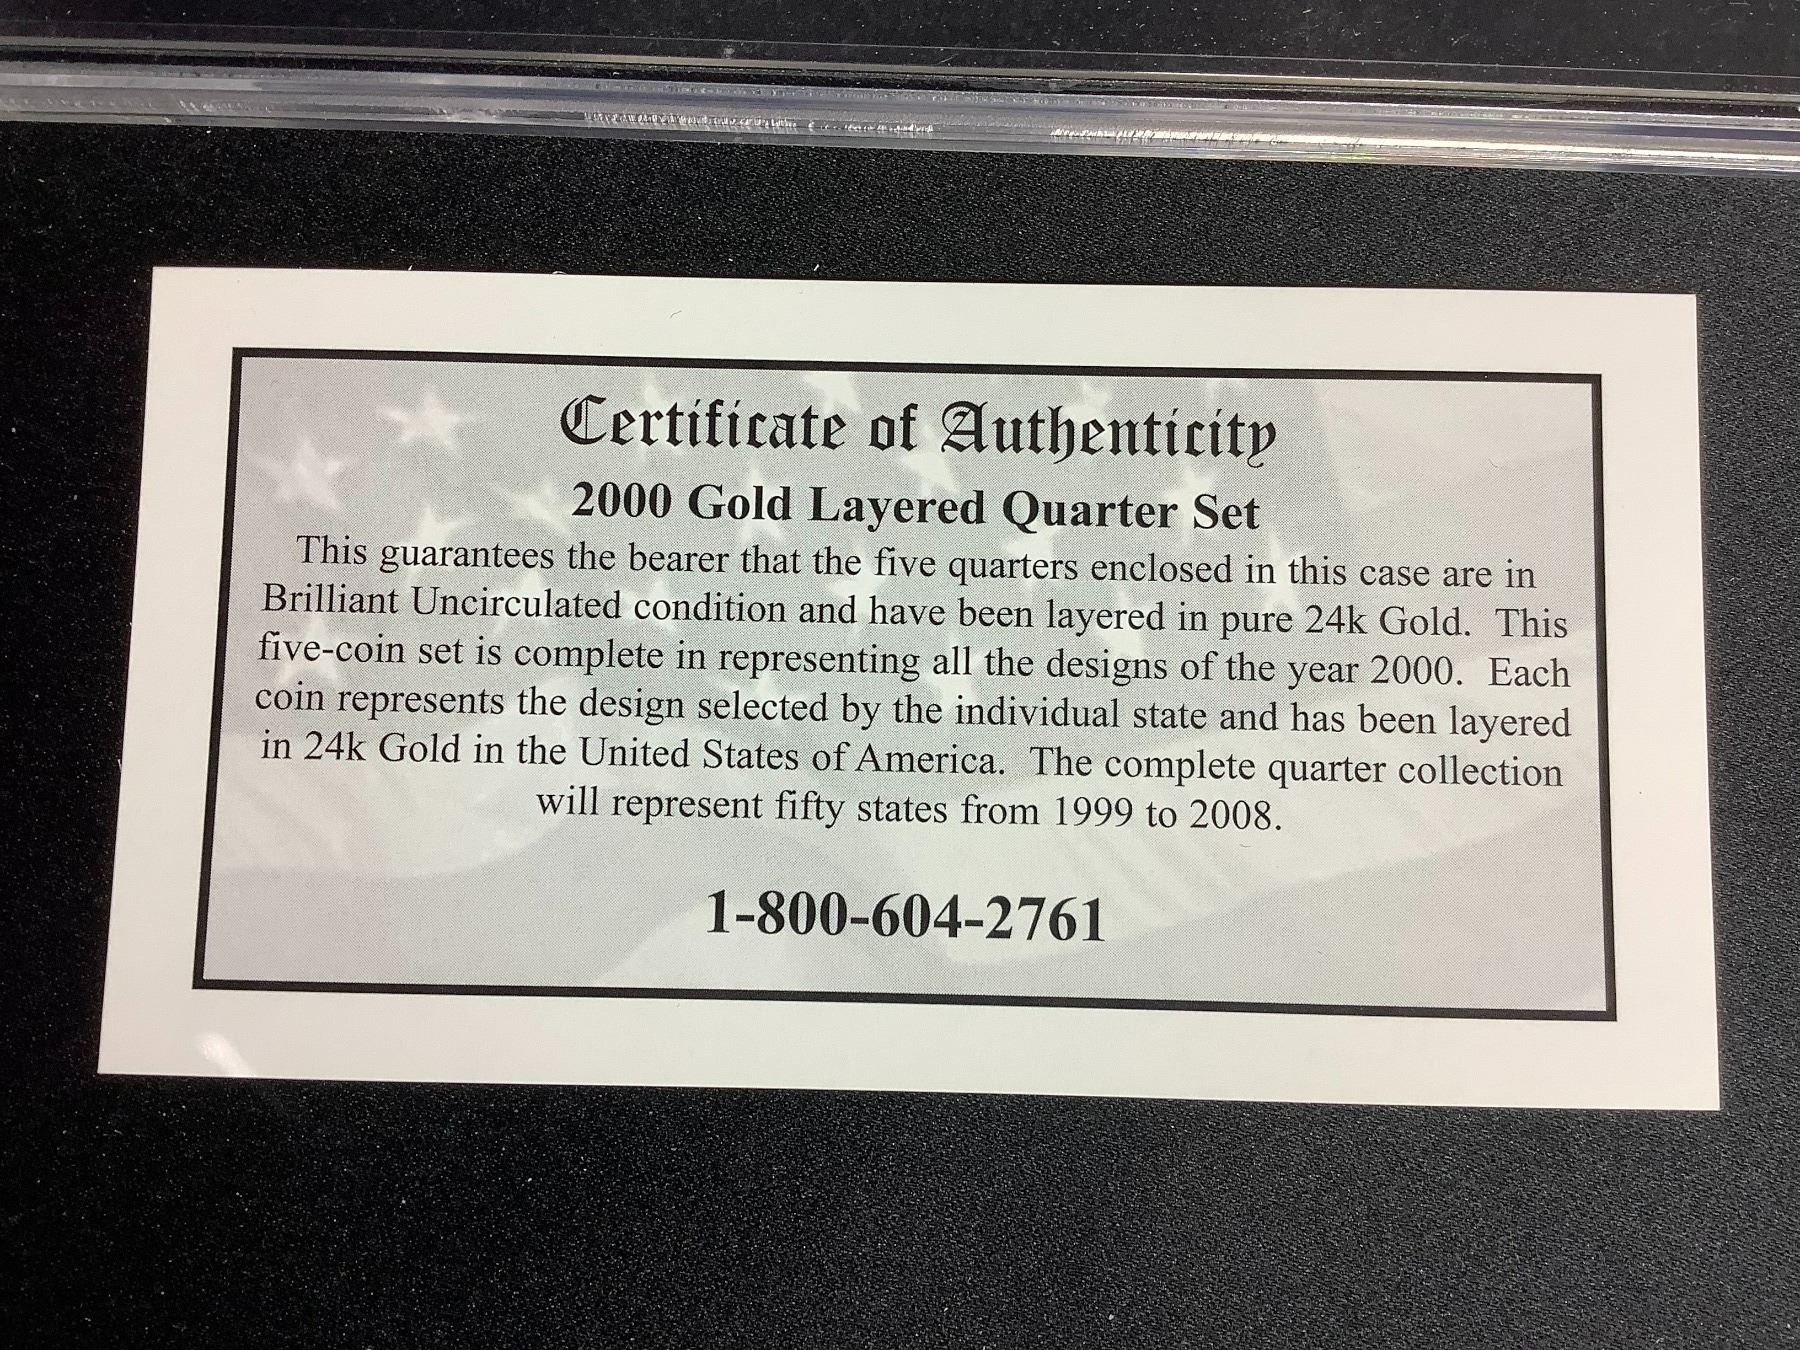 Certificate of Authenticity
2000 Gold Layered Quarter Set
This guarantees the bearer that the five quarters enclosed in this case are in
Brilliant Uncirculated condition and have been layered in pure 24k Gold. This
five-coin set is complete in representing all the designs of the year 2000. Each
coin represents the design selected by the individual state and has been layered
in 24k Gold in the United States of America. The complete quarter collection
will represent fifty states from 1999 to 2008.
1-800-604-2761